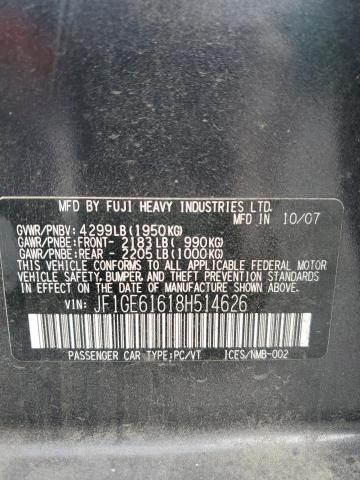 MFD BY FUJI HEAVY INDUSTRIES LTD.
MFD IN 10/07
GVWR/PNBV: 4299LB(1950KG)
GAWR/PNBE:FRONT- 2183LB( 990KG)
GAWR/PNBE:REAR - 2205LB(1000KG)
THIS VEHICLE CONFORMS TO ALL APPLICABLE FEDERAL MOTOR
VEHICLE SAFETY, BUMPER AND THEFT PREVENTION STANDARDS
IN EFFECT ON THE DATE OF MANUFACTURE SHOWN ABOVE.
VIN: JF1GE61618H514626
PASSENGER CAR TYPE:PC/VT ICES/NMB-002